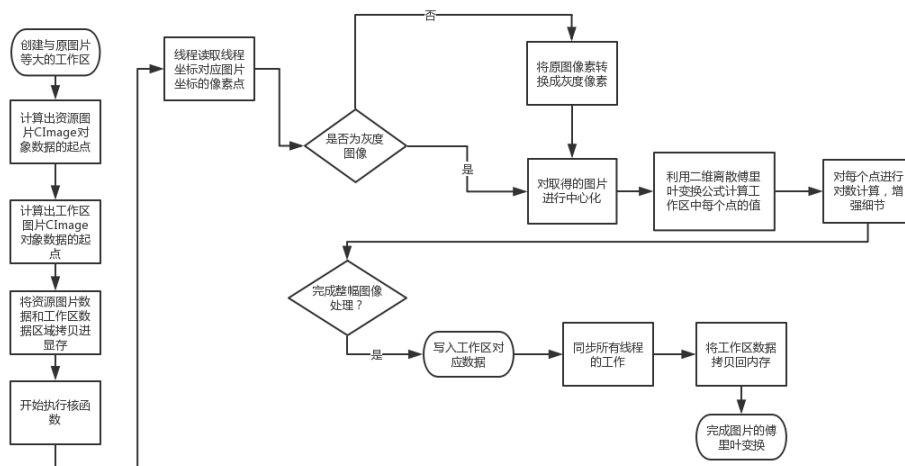 创建与原图片
等大的工作区
计算出资源图
片CImage对
象数据的起点
计算出工作区
图片CImage
对象数据的起
点
将资源图片数
据和工作区数
据区域拷贝进
显存
开始执行核函
数
线程读取线程
坐标对应图片
坐标的像素点
是否为灰度
图像
否
将原图像素转
换成灰度像素
是
对取得的图片
进行中心化
利用二维离散傅里
叶变换公式计算工
作区中每个点的值
对每个点进行
对数计算，增
强细节
完成整幅图像
处理？
是
写入工作区对
应数据
同步所有线程
的工作
将工作区数据
拷贝回内存
完成图片的傅
里叶变换